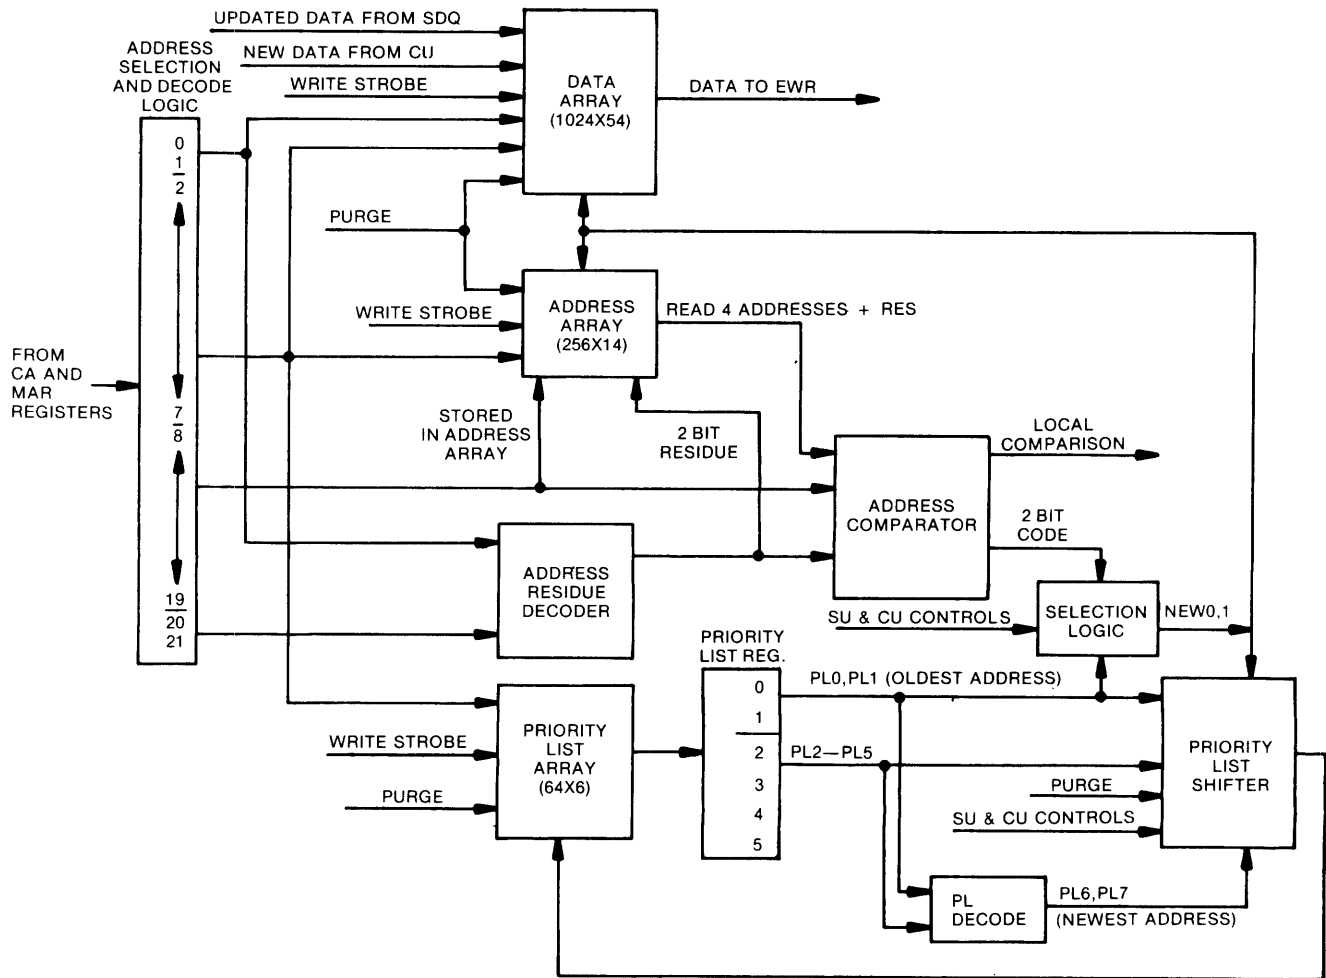 UPDATED DATA FROM SDQ
NEW DATA FROM CU
WRITE STROBE
ADDRESS
SELECTION
AND DECODE
LOGIC
DATA
ARRAY
(1024X54)
DATA TO EWR
0
1
2
PURGE
WRITE STROBE
ADDRESS
ARRAY
(256X14)
READ 4 ADDRESSES + RES
FROM
CA AND
MAR
REGISTERS
7
8
STORED
IN ADDRESS
ARRAY
2 BIT
RESIDUE
LOCAL
COMPARISON
ADDRESS
COMPARATOR
2 BIT
CODE
ADDRESS
RESIDUE
DECODER
19
20
21
SU & CU CONTROLS
SELECTION
LOGIC
NEW0,1
PRIORITY
LIST REG.
PL0,PL1 (OLDEST ADDRESS)
0
1
2
3
4
5
PRIORITY
LIST
ARRAY
(64X6)
WRITE STROBE
PURGE
PL2—PL5
PRIORITY
LIST
SHIFTER
PURGE
SU & CU CONTROLS
PL
DECODE
PL6,PL7
(NEWEST ADDRESS)